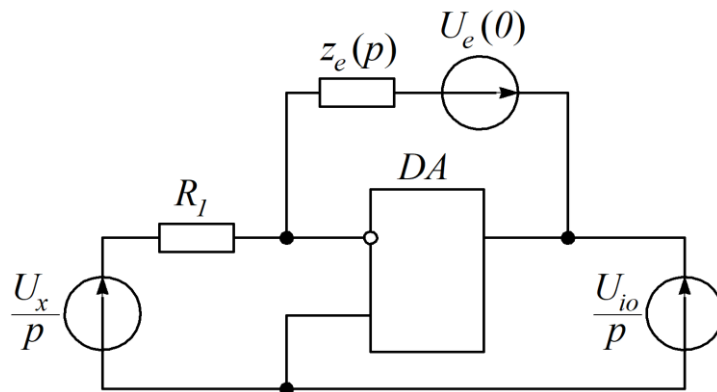 U_e(0)
z_e(p)
DA
R_1
U_x/p
U_io/p